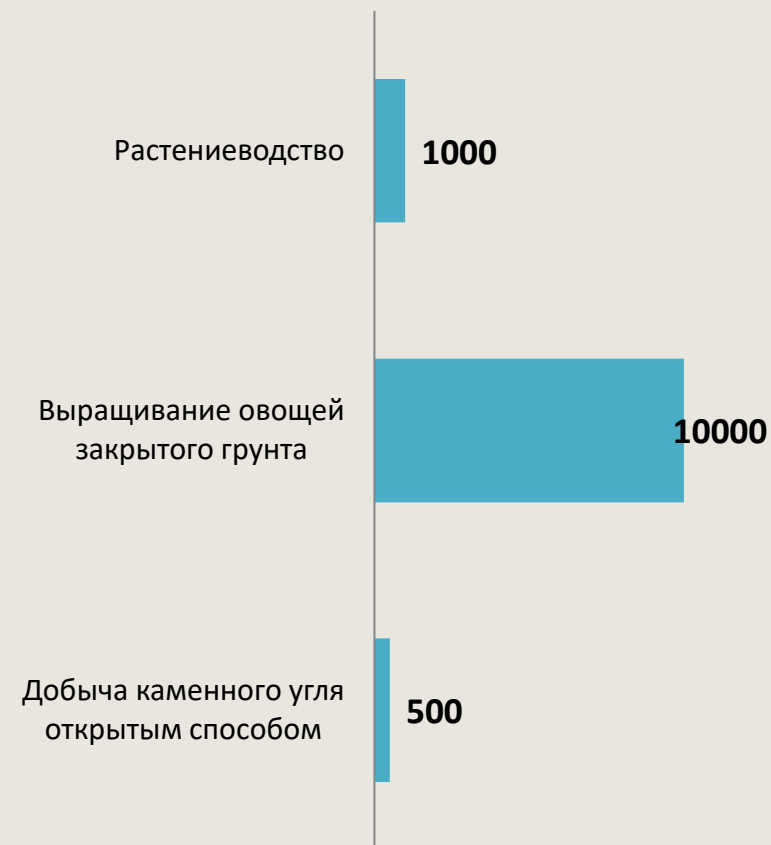 Растениеводство
1000
Выращивание овощей
закрытого грунта
10000
Добыча каменного угля
открытым способом
500